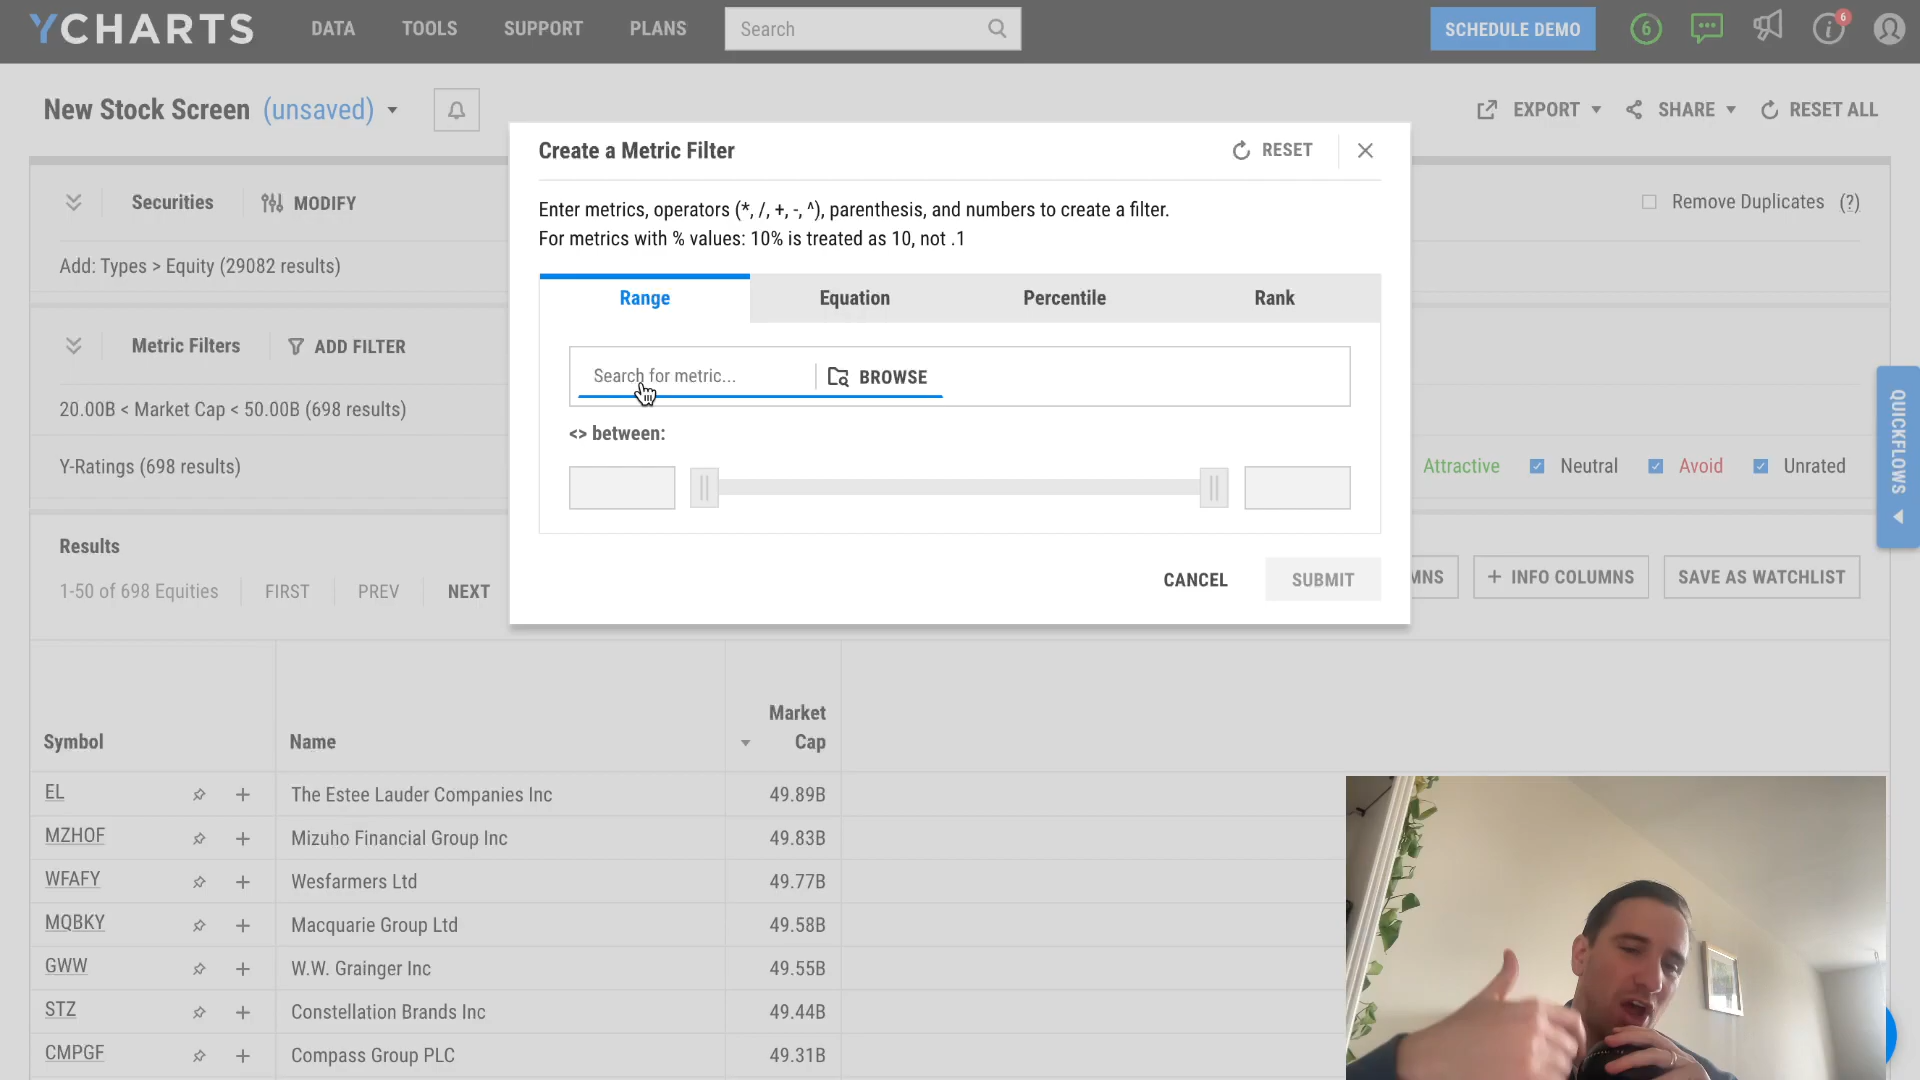 YCHARTS DATA TOOLS SUPPORT PLANS Search SCHEDULE DEMO 6 6
New Stock Screen (unsaved) EXPORT SHARE RESET ALL
Create a Metric Filter RESET
Securities MODIFY Remove Duplicates (?)
Enter metrics, operators (*, /, +, -, ^), parenthesis, and numbers to create a filter.
For metrics with % values: 10% is treated as 10, not .1
Add: Types > Equity (29082 results)
Range Equation Percentile Rank
Metric Filters ADD FILTER
Search for metric... BROWSE
20.00B < Market Cap < 50.00B (698 results)
<> between:
Y-Ratings (698 results) Attractive Neutral Avoid Unrated
QUICKFLOWS
Results
CANCEL SUBMIT
MNS + INFO COLUMNS SAVE AS WATCHLIST
1-50 of 698 Equities FIRST PREV NEXT
Symbol Name Market Cap
EL + The Estee Lauder Companies Inc 49.89B
MZHOF + Mizuho Financial Group Inc 49.83B
WFAFY + Wesfarmers Ltd 49.77B
MQBKY + Macquarie Group Ltd 49.58B
GWW + W.W. Grainger Inc 49.55B
STZ + Constellation Brands Inc 49.44B
CMPGF + Compass Group PLC 49.31B